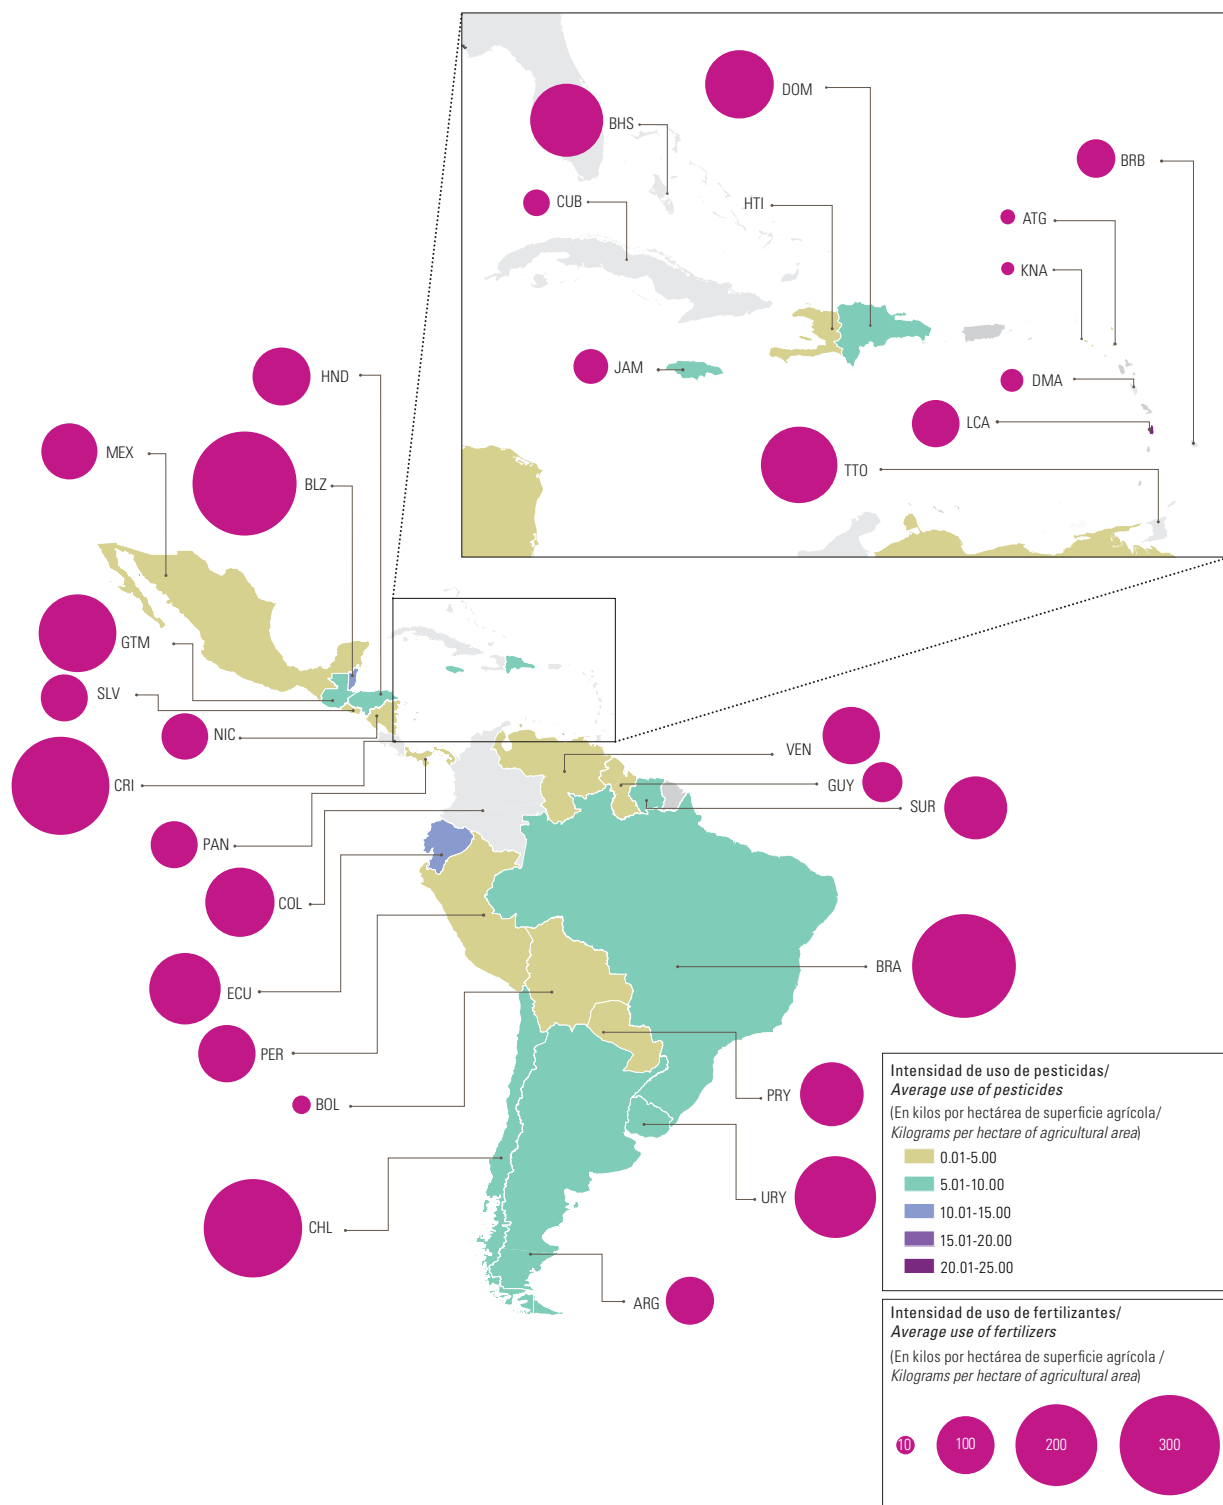 DOM
BHS
BRB
CUB
HTI
ATG
KNA
JAM
DMA
HND
LCA
MEX
TTO
BLZ
GTM
SLV
NIC
VEN
CRI
GUY
SUR
PAN
COL
BRA
ECU
PER
PRY
BOL
URY
CHL
ARG
Intensidad de uso de pesticidas/
Average use of pesticides
(En kilos por hectárea de superficie agrícola/
Kilograms per hectare of agricultural area)
0.01-5.00
5.01-10.00
10.01-15.00
15.01-20.00
20.01-25.00
Intensidad de uso de fertilizantes/
Average use of fertilizers
(En kilos por hectárea de superficie agrícola /
Kilograms per hectare of agricultural area)
10
100
200
300